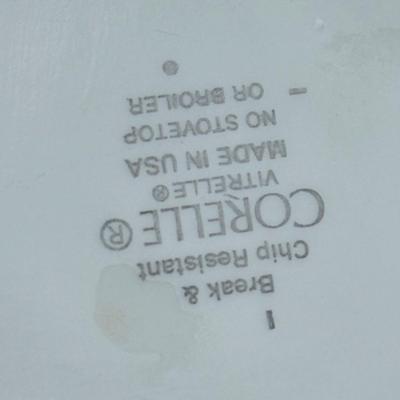 Break &
Chip Resistant
CORELLE®
VITRELLE®
MADE IN USA
NO STOVETOP
OR BROILER